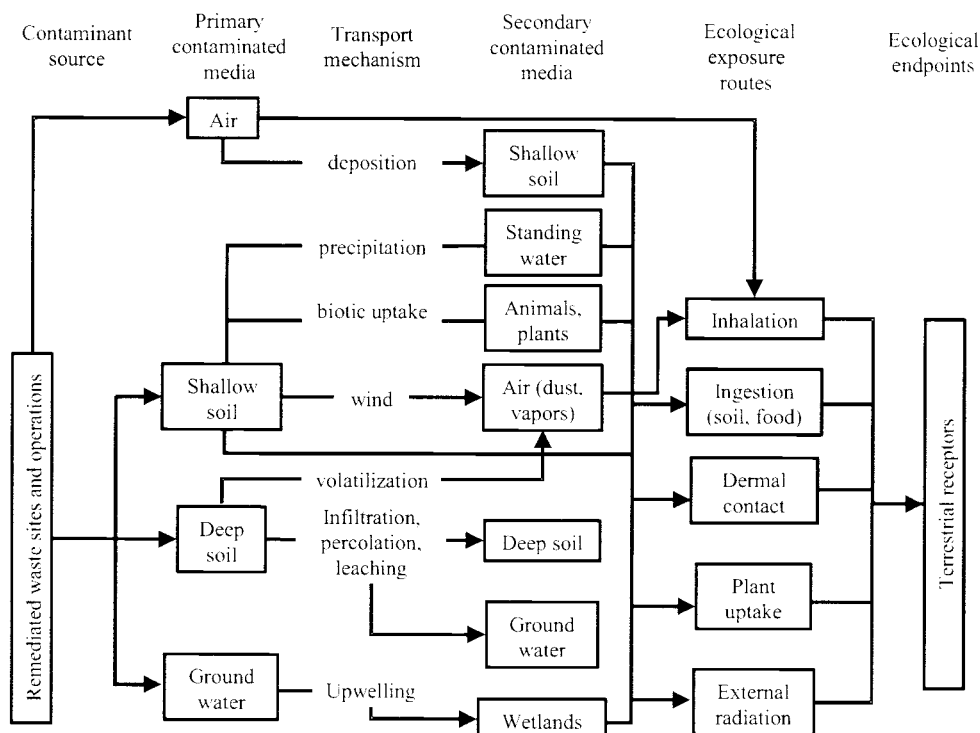 Contaminant
source
Primary
contaminated
media
Transport
mechanism
Secondary
contaminated
media
Ecological
exposure
routes
Ecological
endpoints
Air
deposition
Shallow
soil
precipitation
Standing
water
biotic uptake
Animals,
plants
Inhalation
Shallow
soil
wind
Air (dust,
vapors)
Ingestion
(soil, food)
volatilization
Dermal
contact
Deep
soil
Infiltration,
percolation,
leaching
Deep soil
Plant
uptake
Ground
water
Ground
water
Upwelling
Wetlands
External
radiation
Remediated waste sites and operations
Terrestrial receptors